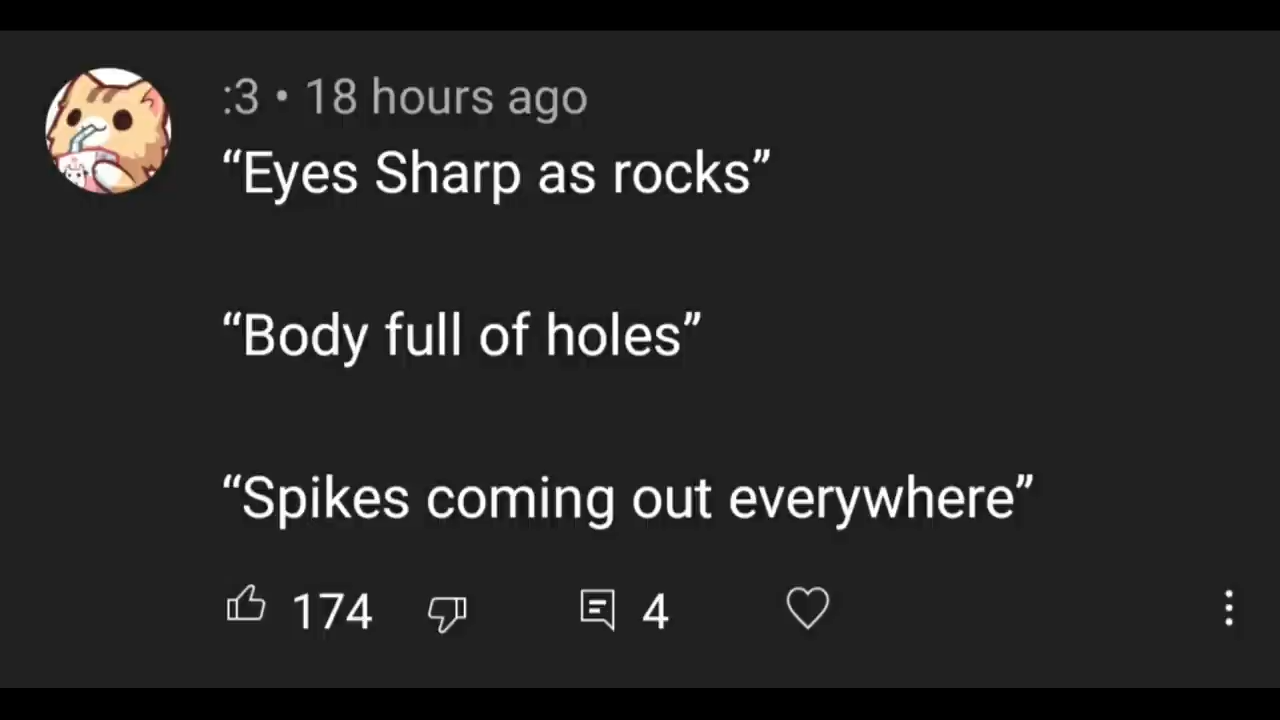 :3 • 18 hours ago
“Eyes Sharp as rocks”
“Body full of holes”
“Spikes coming out everywhere”
174 4